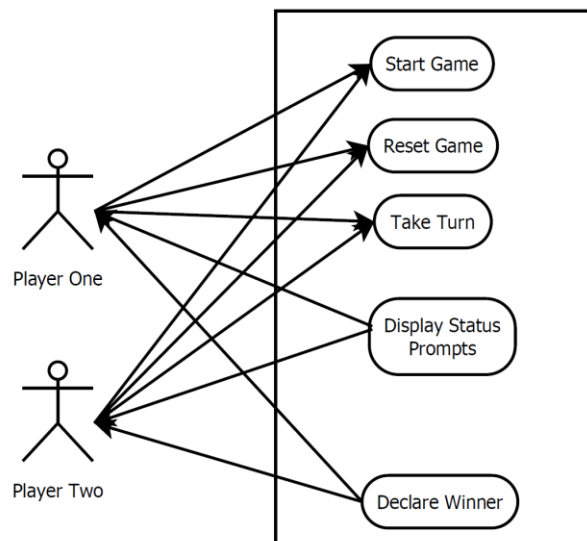 Start Game
Reset Game
Take Turn
Player One
Display Status
Prompts
Player Two
Declare Winner